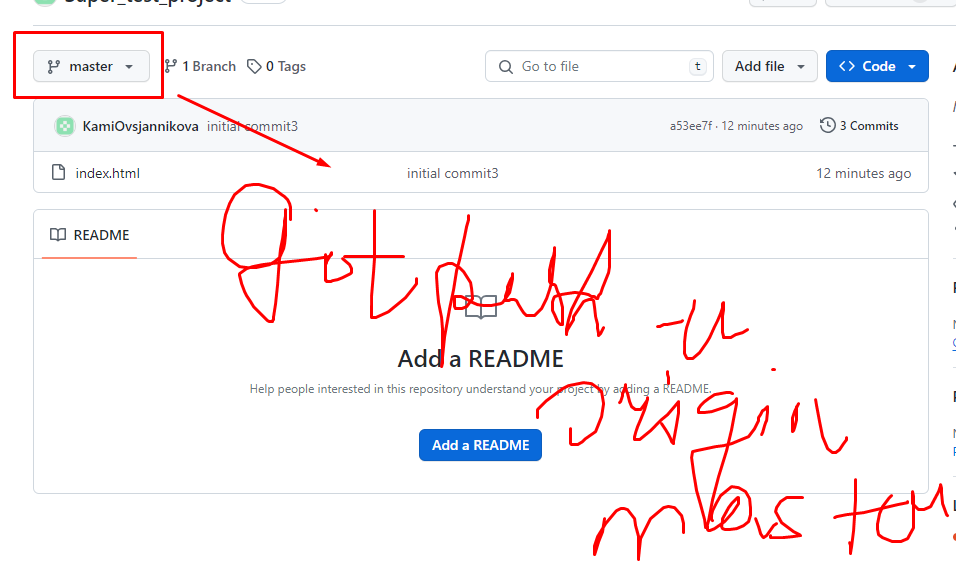 Super_test_project
master
1 Branch
0 Tags
Go to file
t
Add file
Code
KamiOvsjannikova initial commit3
a53ee7f · 12 minutes ago
3 Commits
index.html
initial commit3
12 minutes ago
README
git push
-u
origin
master
Add a README
Help people interested in this repository understand your project by adding a README.
Add a README